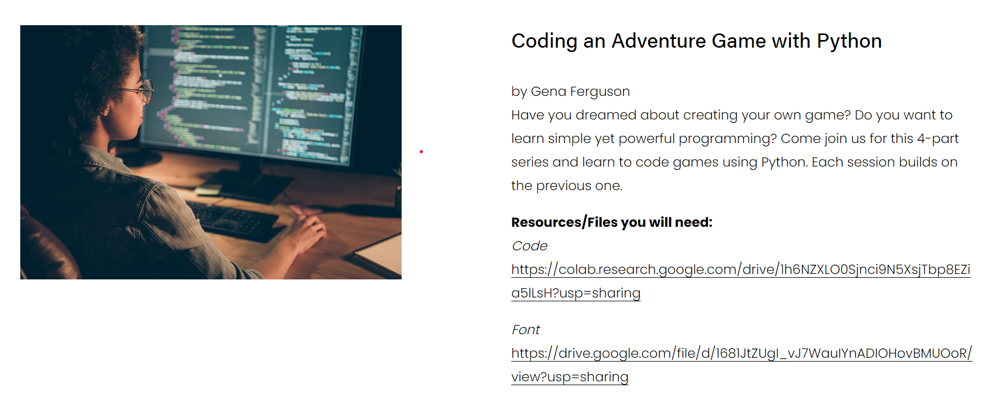 Coding an Adventure Game with Python
by Gena Ferguson
Have you dreamed about creating your own game? Do you want to
learn simple yet powerful programming? Come join us for this 4-part
series and learn to code games using Python. Each session builds on
the previous one.
Resources/Files you will need:
Code
https://colab.research.google.com/drive/1h6NZXLO0Sjnci9N5XsjTbp8EZi
a5lLsH?usp=sharing
Font
https://drive.google.com/file/d/1681JtZUgI_vJ7WauIYnADIOHovBMUOoR/
view?usp=sharing